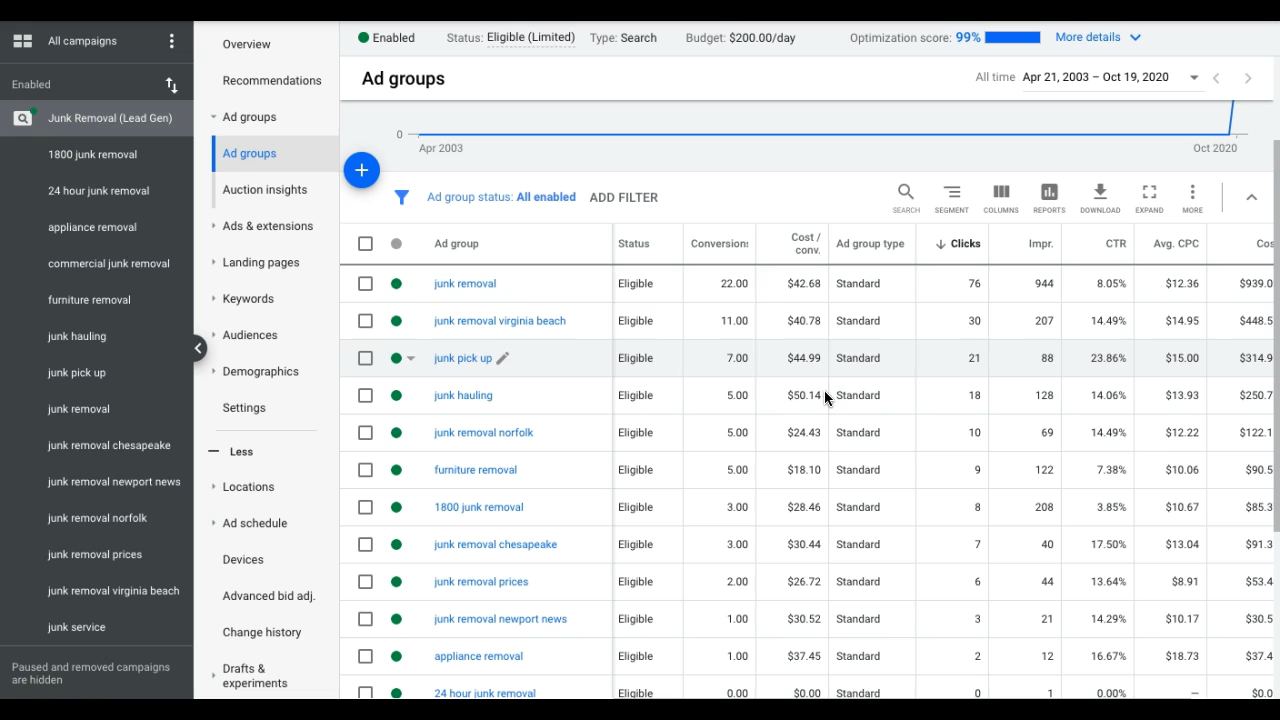 All campaigns
Enabled
Junk Removal (Lead Gen)
1800 junk removal
24 hour junk removal
appliance removal
commercial junk removal
furniture removal
junk hauling
junk pick up
junk removal
junk removal chesapeake
junk removal newport news
junk removal norfolk
junk removal prices
junk removal virginia beach
junk service
Paused and removed campaigns
are hidden
Overview
Recommendations
Ad groups
Ad groups
Auction insights
Ads & extensions
Landing pages
Keywords
Audiences
Demographics
Settings
Less
Locations
Ad schedule
Devices
Advanced bid adj.
Change history
Drafts &
experiments
Enabled Status: Eligible (Limited) Type: Search Budget: $200.00/day Optimization score: 99% More details
Ad groups All time Apr 21, 2003 – Oct 19, 2020
0
Apr 2003 Oct 2020
Ad group status: All enabled ADD FILTER SEARCH SEGMENT COLUMNS REPORTS DOWNLOAD EXPAND MORE
Ad group Status Conversions Cost / conv. Ad group type Clicks Impr. CTR Avg. CPC Cos
junk removal Eligible 22.00 $42.68 Standard 76 944 8.05% $12.36 $939.0
junk removal virginia beach Eligible 11.00 $40.78 Standard 30 207 14.49% $14.95 $448.5
junk pick up Eligible 7.00 $44.99 Standard 21 88 23.86% $15.00 $314.9
junk hauling Eligible 5.00 $50.14 Standard 18 128 14.06% $13.93 $250.7
junk removal norfolk Eligible 5.00 $24.43 Standard 10 69 14.49% $12.22 $122.1
furniture removal Eligible 5.00 $18.10 Standard 9 122 7.38% $10.06 $90.5
1800 junk removal Eligible 3.00 $28.46 Standard 8 208 3.85% $10.67 $85.3
junk removal chesapeake Eligible 3.00 $30.44 Standard 7 40 17.50% $13.04 $91.3
junk removal prices Eligible 2.00 $26.72 Standard 6 44 13.64% $8.91 $53.4
junk removal newport news Eligible 1.00 $30.52 Standard 3 21 14.29% $10.17 $30.5
appliance removal Eligible 1.00 $37.45 Standard 2 12 16.67% $18.73 $37.4
24 hour junk removal Eligible 0.00 $0.00 Standard 0 1 0.00% — $0.0